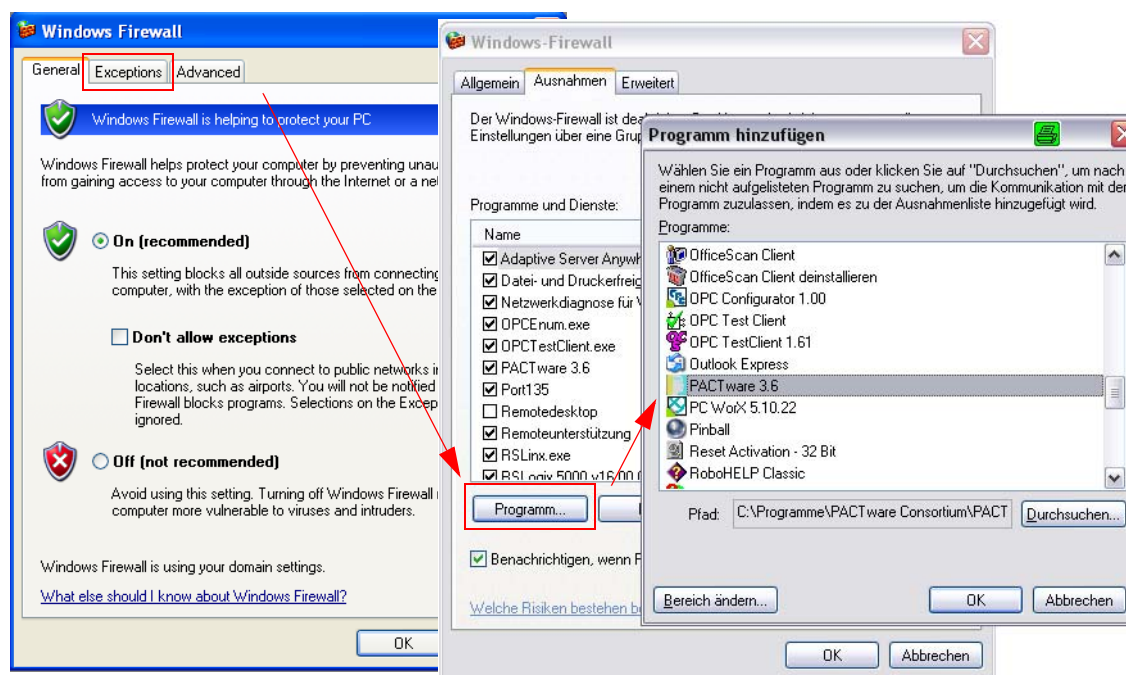 Windows Firewall
General Exceptions Advanced
Windows Firewall is helping to protect your PC
Windows Firewall helps protect your computer by preventing
from gaining access to your computer through the Internet or a
On (recommended)
This setting blocks all outside sources from connecting
computer, with the exception of those selected on the
Don't allow exceptions
Select this when you connect to public networks
locations, such as airports. You will not be notified
Firewall blocks programs. Selections on the
ignored.
Off (not recommended)
Avoid using this setting. Turning off Windows Firewall
computer more vulnerable to viruses and intruders.
Windows Firewall is using your domain settings.
What else should I know about Windows Firewall?
OK
Windows-Firewall
Allgemein Ausnahmen Erweitert
Der Windows-Firewall ist
Einstellungen über eine
Programme und Dienste:
Name
Adaptive Server
Datei- und
Netzwerkdiagnose für
OPCEnum.exe
OPCTestClient.exe
PACTware 3.6
Port135
Remotedesktop
Remoteunterstützung
RSLinx.exe
RSLogix 5000 v16.00
Programm...
Benachrichtigen, wenn
Welche Risiken bestehen
OK Abbrechen
Programm hinzufügen
Wählen Sie ein Programm aus oder klicken Sie auf "Durchsuchen", um nach
einem nicht aufgelisteten Programm zu suchen, um die Kommunikation mit
Programm zuzulassen, indem es zu der Ausnahmenliste hinzugefügt wird.
Programme:
OfficeScan Client
OfficeScan Client deinstallieren
OPC Configurator 1.00
OPC Test Client
OPC TestClient 1.61
Outlook Express
PACTware 3.6
PC WorX 5.10.22
Pinball
Reset Activation - 32 Bit
RoboHELP Classic
Pfad: C:\Programme\PACTware Consortium\PACT Durchsuchen...
Bereich ändern... OK Abbrechen